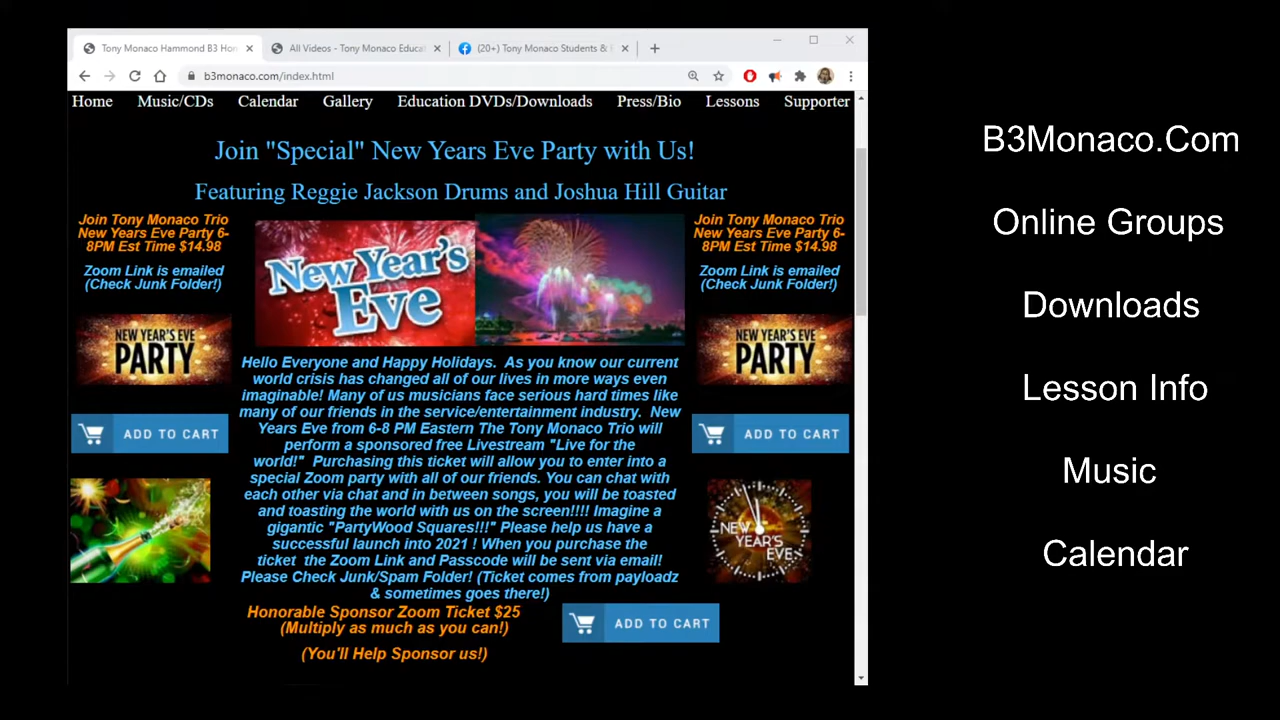 Tony Monaco Hammond B3 Hon
All Videos - Tony Monaco Educat
(20+) Tony Monaco Students &
b3monaco.com/index.html
Home Music/CDs Calendar Gallery Education DVDs/Downloads Press/Bio Lessons Supporter
Join "Special" New Years Eve Party with Us!
Featuring Reggie Jackson Drums and Joshua Hill Guitar
Join Tony Monaco Trio
New Years Eve Party 6-
8PM Est Time $14.98
Zoom Link is emailed
(Check Junk Folder!)
NEW YEAR'S EVE
PARTY
ADD TO CART
New Year's
Eve
Hello Everyone and Happy Holidays. As you know our current
world crisis has changed all of our lives in more ways even
imaginable! Many of us musicians face serious hard times like
many of our friends in the service/entertainment industry. New
Years Eve from 6-8 PM Eastern The Tony Monaco Trio will
perform a sponsored free Livestream "Live for the
world!" Purchasing this ticket will allow you to enter into a
special Zoom party with all of our friends. You can chat with
each other via chat and in between songs, you will be toasted
and toasting the world with us on the screen!!!! Imagine a
gigantic "PartyWood Squares!!!" Please help us have a
successful launch into 2021 ! When you purchase the
ticket the Zoom Link and Passcode will be sent via email!
Please Check Junk/Spam Folder! (Ticket comes from payloadz
& sometimes goes there!)
Honorable Sponsor Zoom Ticket $25
(Multiply as much as you can!)
(You'll Help Sponsor us!)
ADD TO CART
Join Tony Monaco Trio
New Years Eve Party 6-
8PM Est Time $14.98
Zoom Link is emailed
(Check Junk Folder!)
NEW YEAR'S EVE
PARTY
ADD TO CART
NEW
YEAR'S
EVE
B3Monaco.Com
Online Groups
Downloads
Lesson Info
Music
Calendar